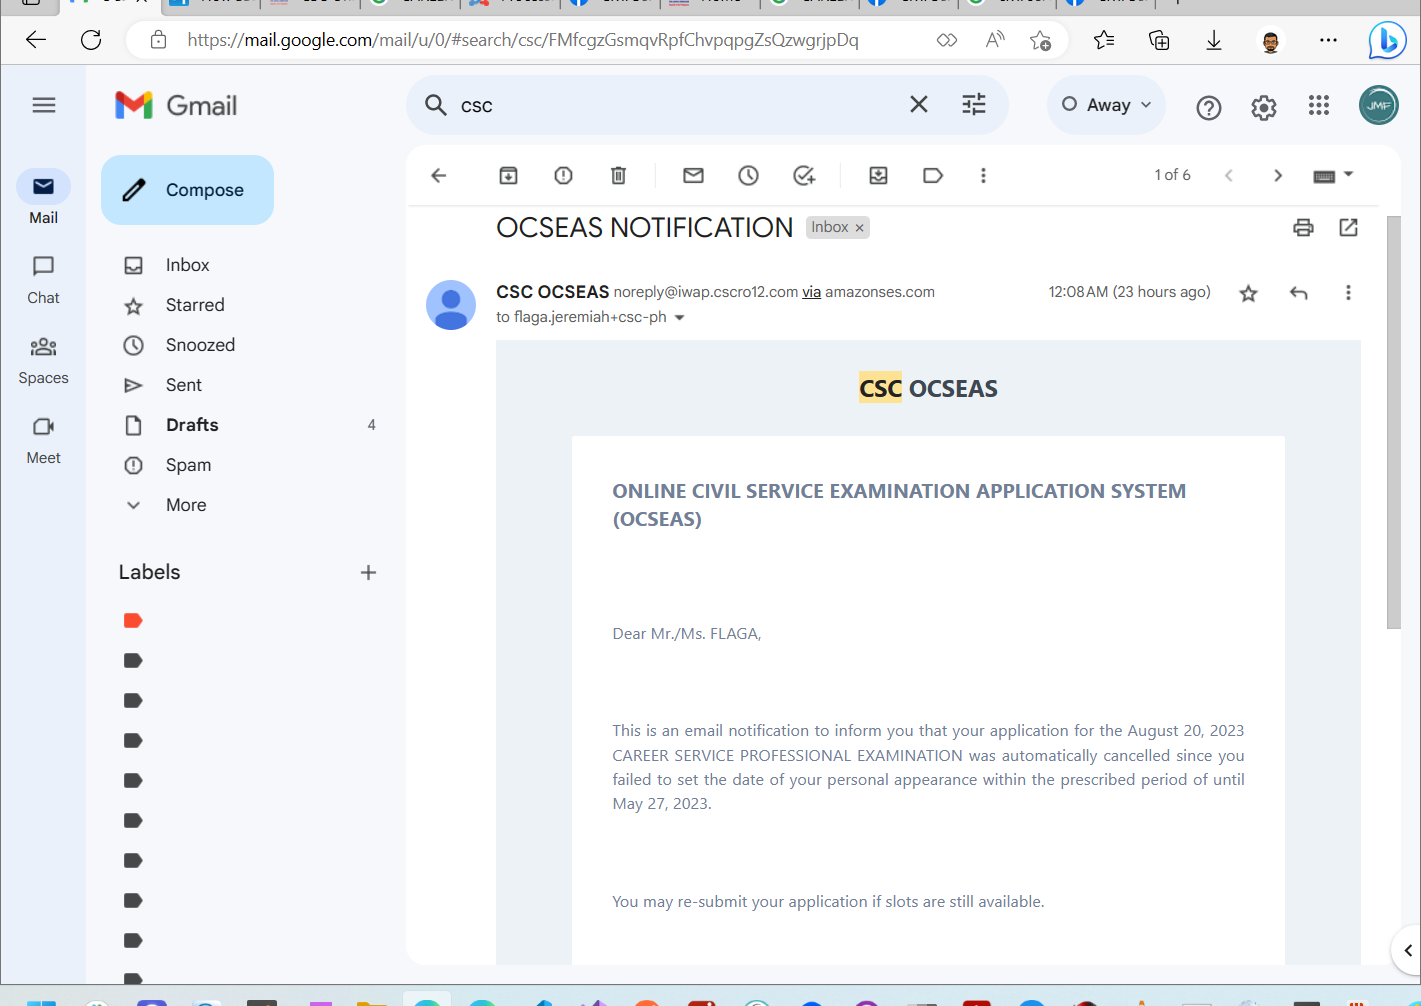 https://mail.google.com/mail/u/0/#search/csc/FMfcgzGsmqvRpfChvpqpgZsQzwgrjpDq
Gmail
csc
Away
JMF
Mail
Chat
Spaces
Meet
Compose
Inbox
Starred
Snoozed
Sent
Drafts 4
Spam
More
Labels
1 of 6
OCSEAS NOTIFICATION Inbox
CSC OCSEAS noreply@iwap.cscro12.com via amazonses.com 12:08 AM (23 hours ago)
to flaga.jeremiah+csc-ph
CSC OCSEAS
ONLINE CIVIL SERVICE EXAMINATION APPLICATION SYSTEM
(OCSEAS)
Dear Mr./Ms. FLAGA,
This is an email notification to inform you that your application for the August 20, 2023
CAREER SERVICE PROFESSIONAL EXAMINATION was automatically cancelled since you
failed to set the date of your personal appearance within the prescribed period of until
May 27, 2023.
You may re-submit your application if slots are still available.